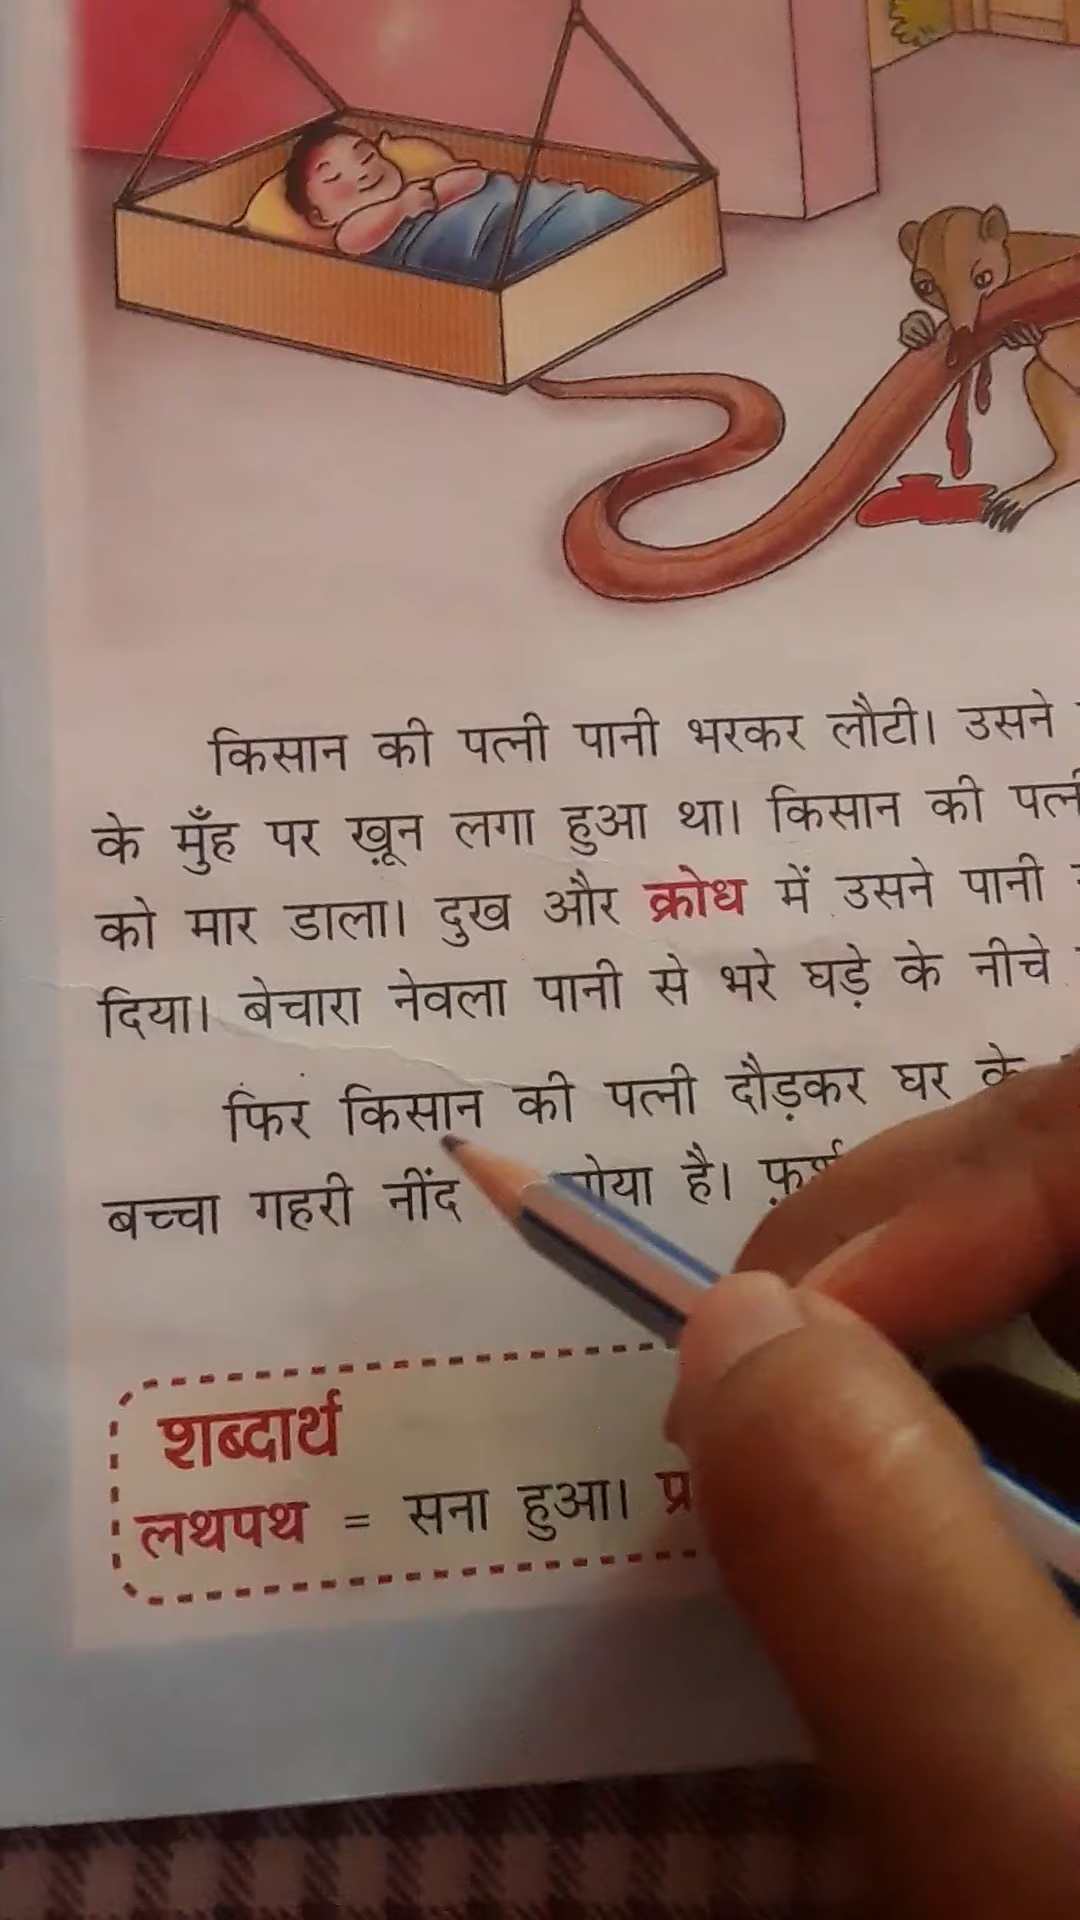 किसान की पत्नी पानी भरकर लौटी। उसने
के मुँह पर ख़ून लगा हुआ था। किसान की
को मार डाला। दुख और क्रोध में उसने पानी
दिया। बेचारा नेवला पानी से भरे घड़े के नीचे
फिर किसान की पत्नी दौड़कर घर के
बच्चा गहरी नींद है।
शब्दार्थ
लथपथ = सना हुआ।